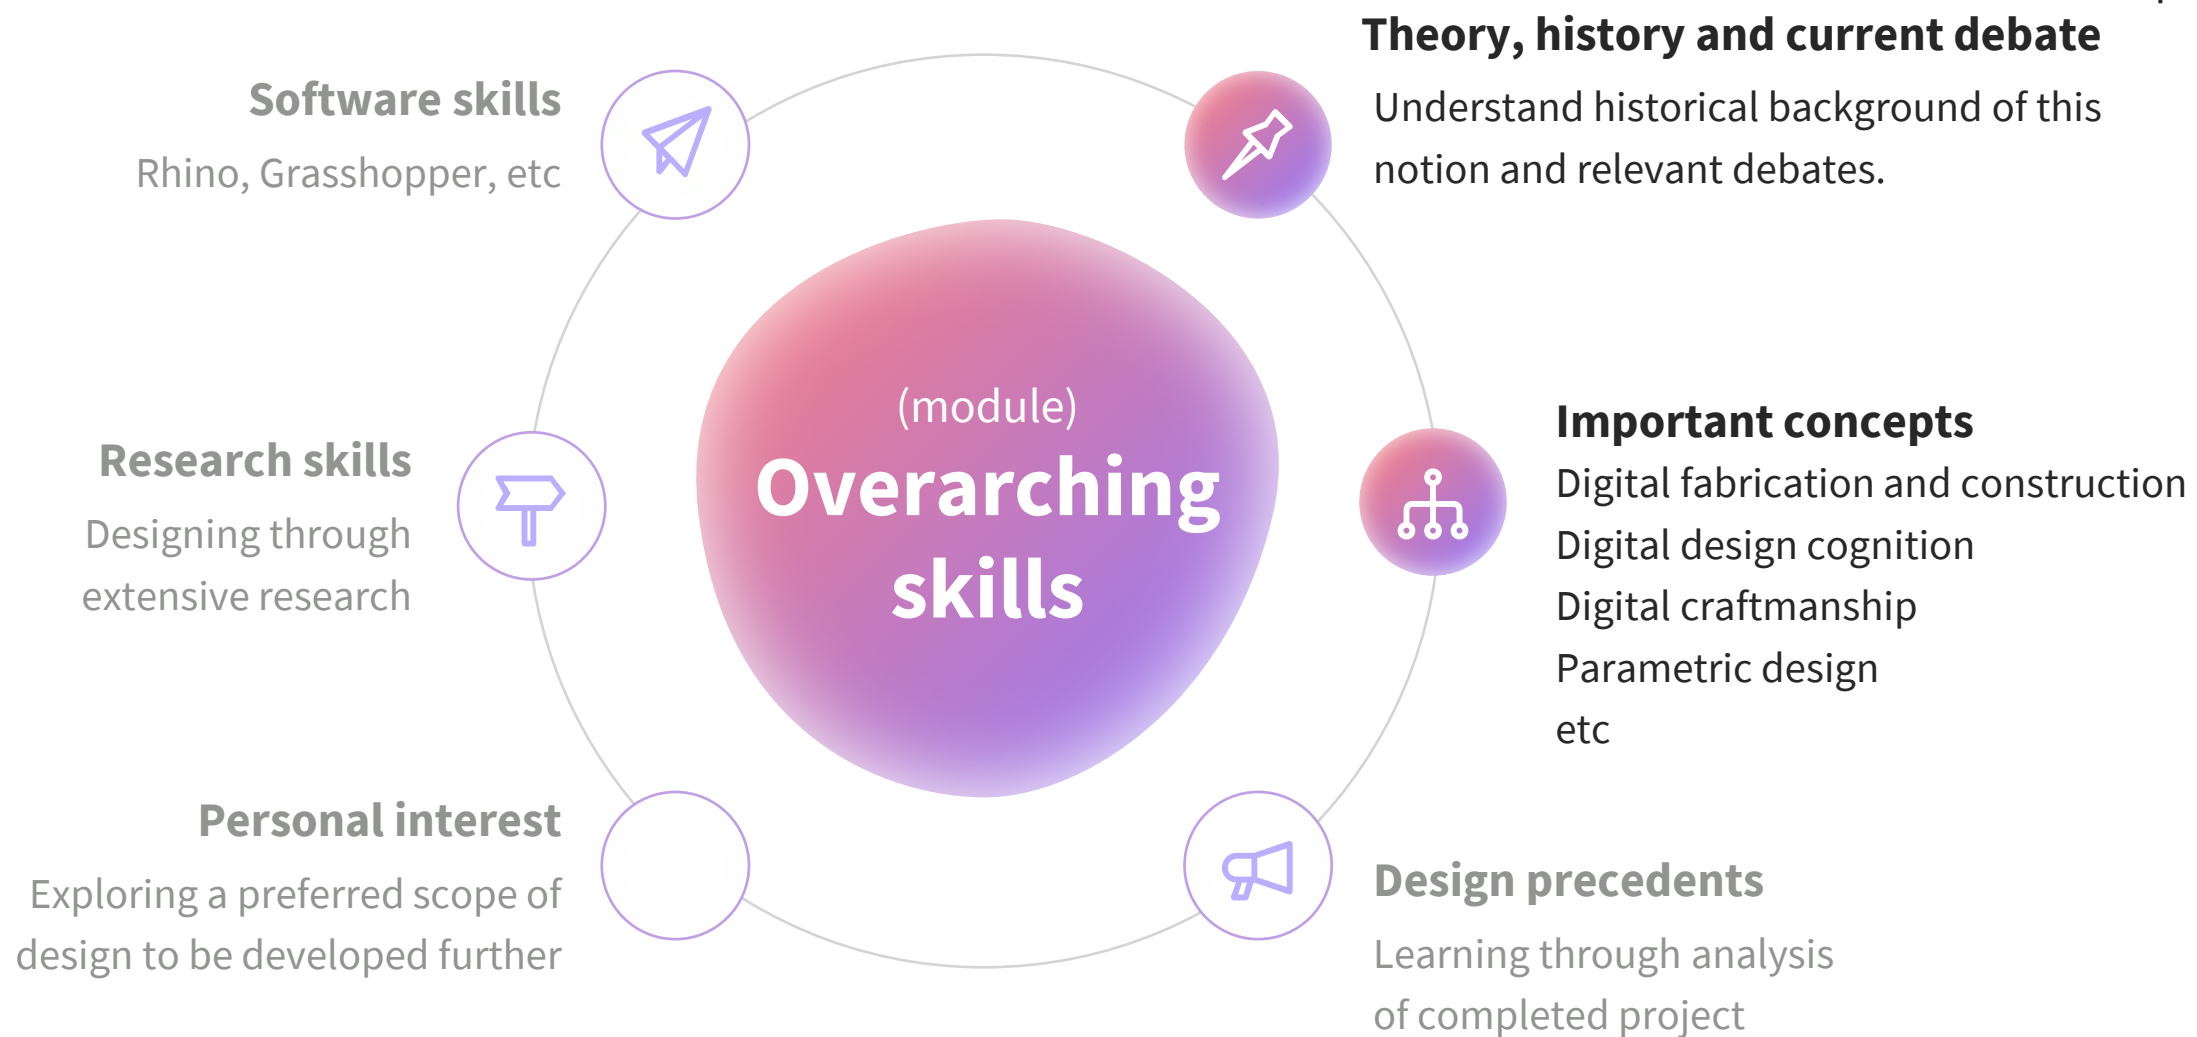 Theory, history and current debate
Understand historical background of this
notion and relevant debates.
Software skills
Rhino, Grasshopper, etc
(module)
Overarching
skills
Important concepts
Digital fabrication and construction
Digital design cognition
Digital craftmanship
Parametric design
etc
Research skills
Designing through
extensive research
Personal interest
Exploring a preferred scope of
design to be developed further
Design precedents
Learning through analysis
of completed project